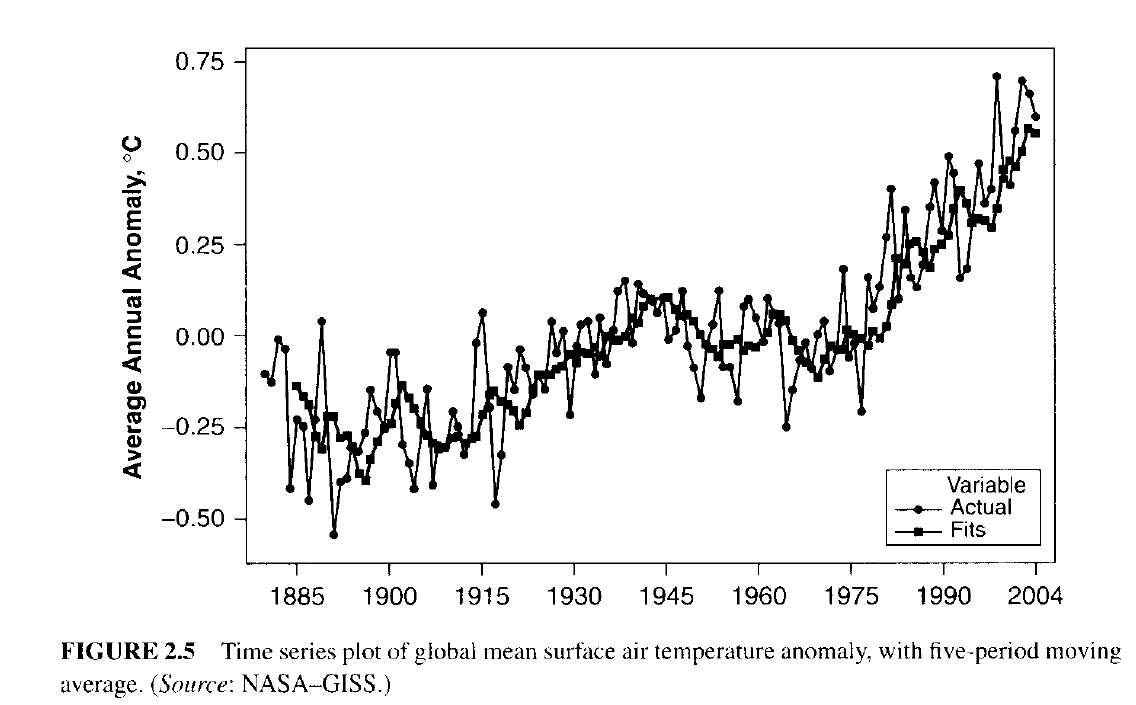 0.75
0.50
0.25
0.00
−0.25
−0.50
Average Annual Anomaly, °C
Variable
Actual
Fits
1885 1900 1915 1930 1945 1960 1975 1990 2004
FIGURE 2.5 Time series plot of global mean surface air temperature anomaly, with five-period moving
average. (Source: NASA–GISS.)